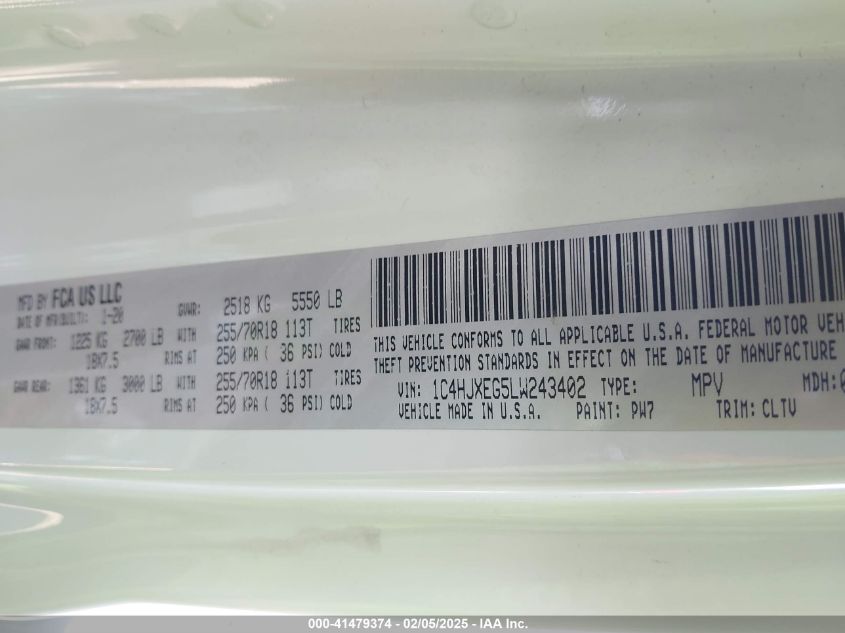 MFD BY FCA US LLC
DATE OF MFR(BUILT): 1-20
GVWR: 2518 KG 5550 LB
GAWR FRONT: 1225 KG 2700 LB WITH 255/70R18 113T TIRES
18X7.5 RIMS AT 250 KPA ( 36 PSI) COLD
GAWR REAR: 1361 KG 3000 LB WITH 255/70R18 113T TIRES
18X7.5 RIMS AT 250 KPA ( 36 PSI) COLD
THIS VEHICLE CONFORMS TO ALL APPLICABLE U.S.A. FEDERAL MOTOR VEH
THEFT PREVENTION STANDARDS IN EFFECT ON THE DATE OF MANUFACTURE
VIN: 1C4HJXEG5LW243402 TYPE: MPV MDH:
VEHICLE MADE IN U.S.A. PAINT: PW7 TRIM: CLTV
000-41479374 - 02/05/2025 - IAA Inc.